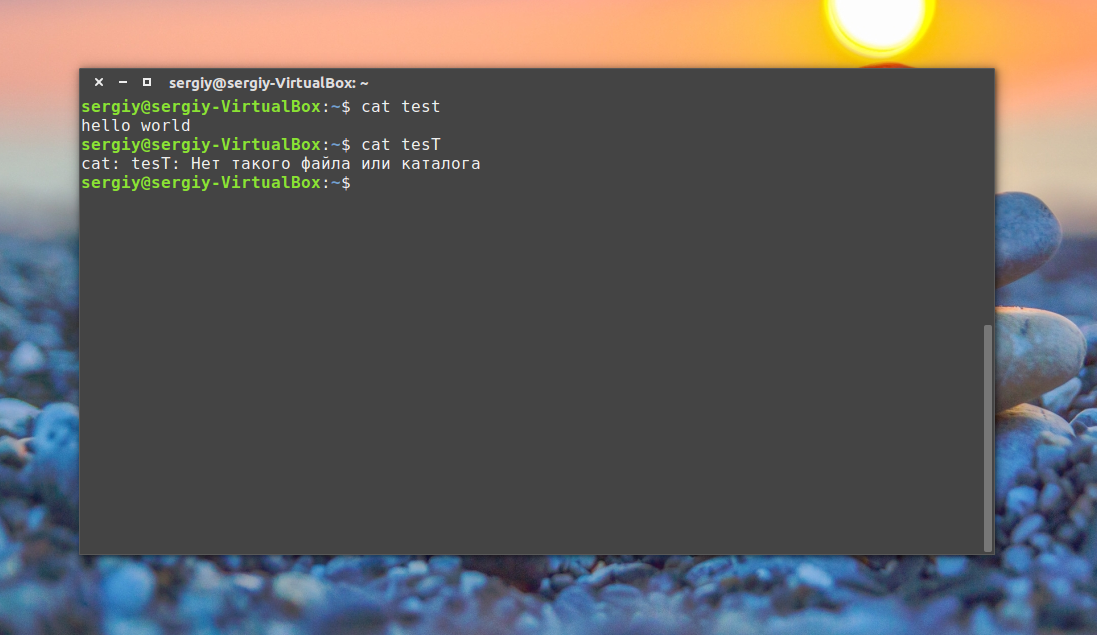 sergiy@sergiy-VirtualBox: ~
sergiy@sergiy-VirtualBox:~$ cat test
hello world
sergiy@sergiy-VirtualBox:~$ cat tesT
cat: tesT: Нет такого файла или каталога
sergiy@sergiy-VirtualBox:~$